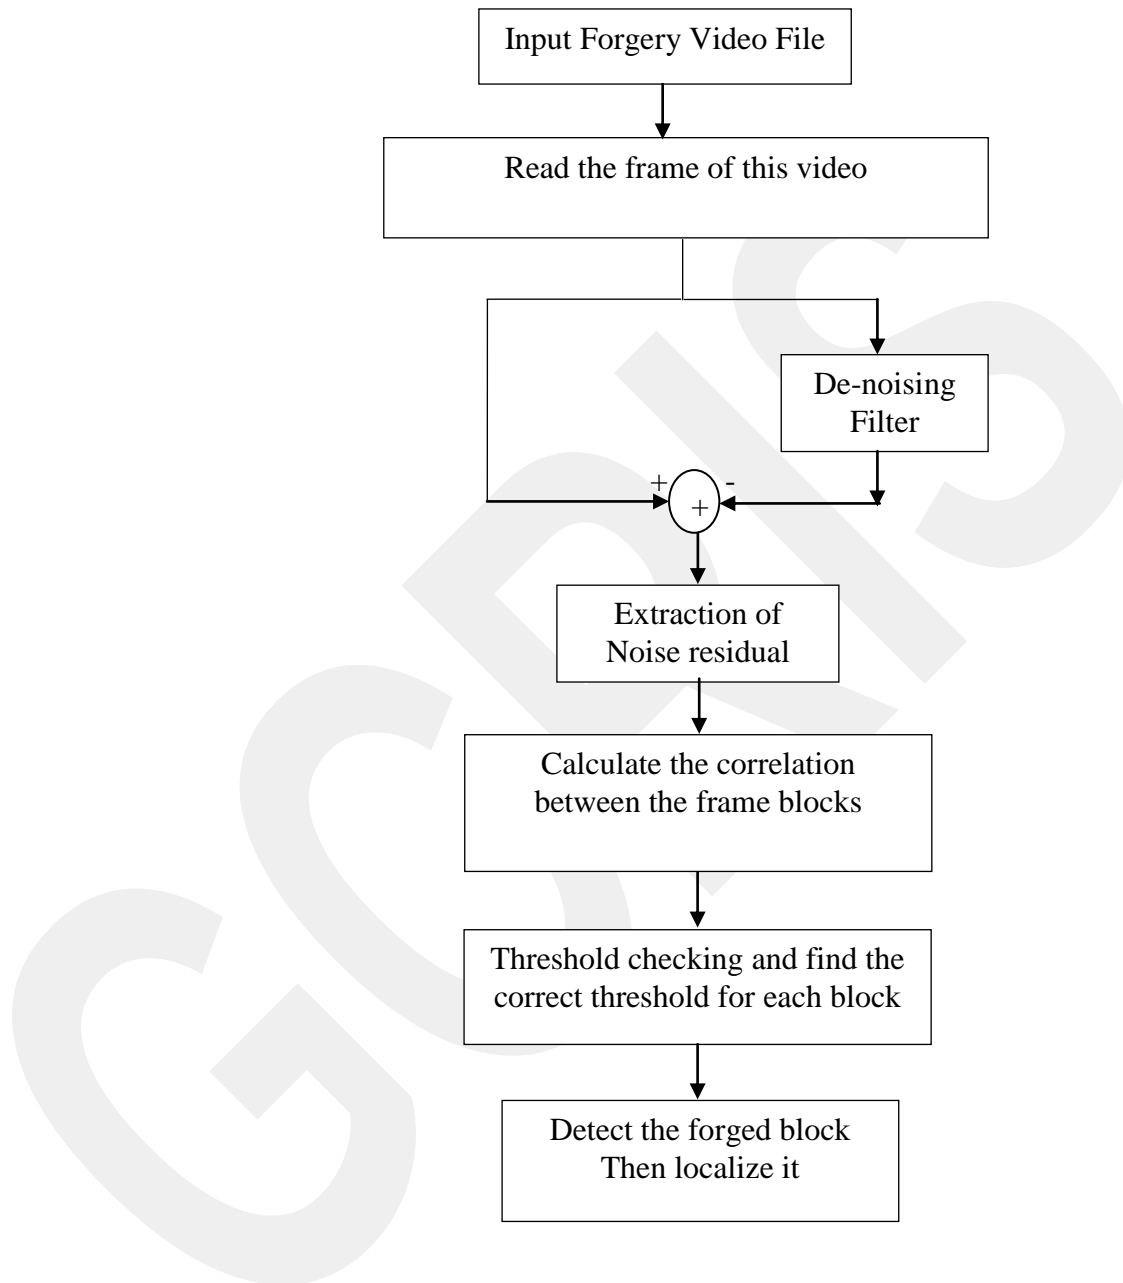 Input Forgery Video File
Read the frame of this video
De-noising
Filter
+
-
+
Extraction of
Noise residual
Calculate the correlation
between the frame blocks
Threshold checking and find the
correct threshold for each block
Detect the forged block
Then localize it
GCRIS